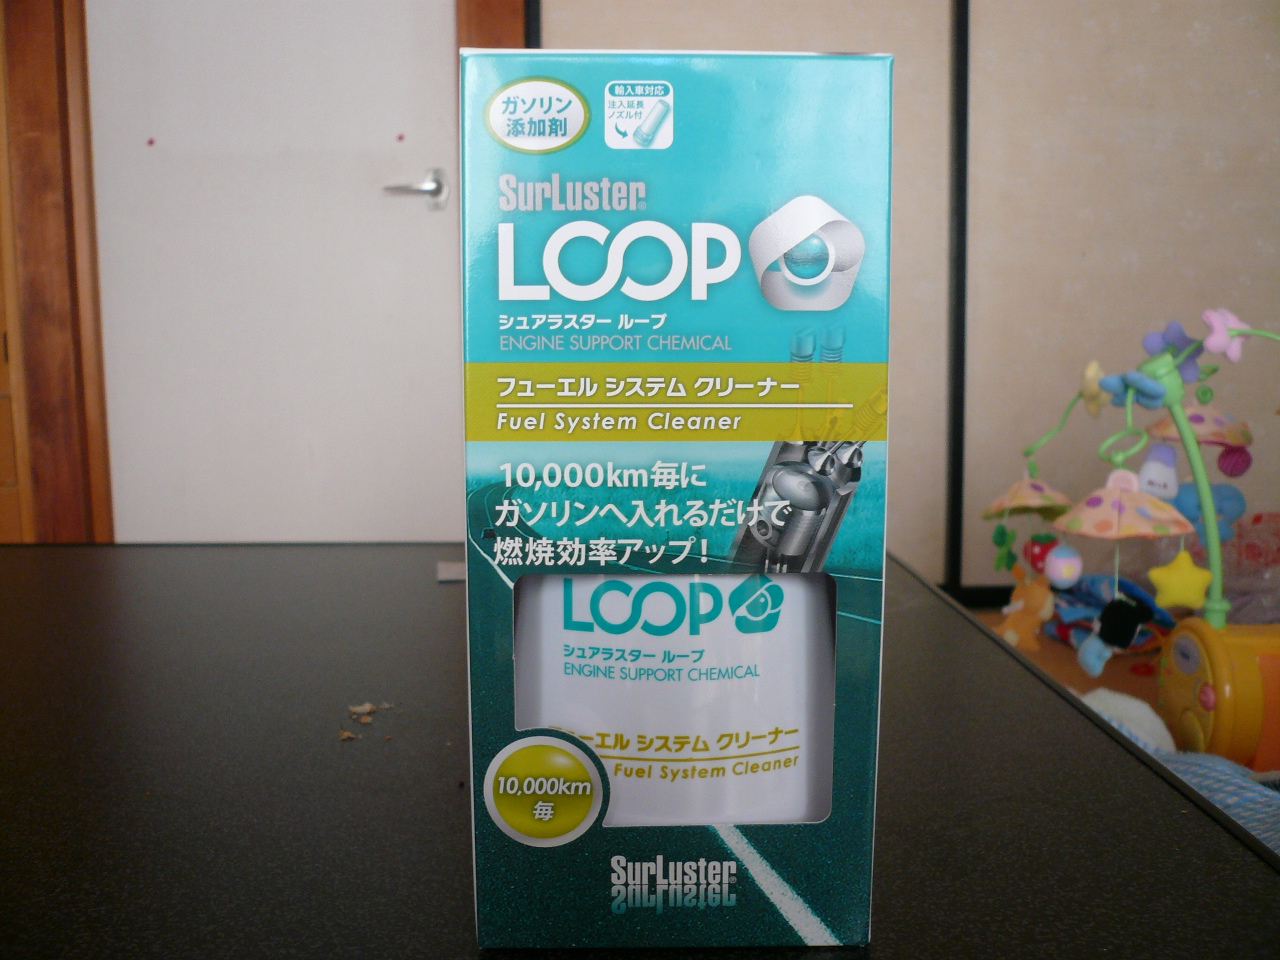 ガソリン
添加剤
輸入車対応
注入延長
ノズル付
SurLuster®
LOOP
シュアラスター ループ
ENGINE SUPPORT CHEMICAL
フューエル システム クリーナー
Fuel System Cleaner
10,000km毎に
ガソリンへ入れるだけで
燃焼効率アップ!
LOOP
シュアラスター ループ
ENGINE SUPPORT CHEMICAL
ーエル システム クリーナー
Fuel System Cleaner
10,000km
毎
SurLuster®